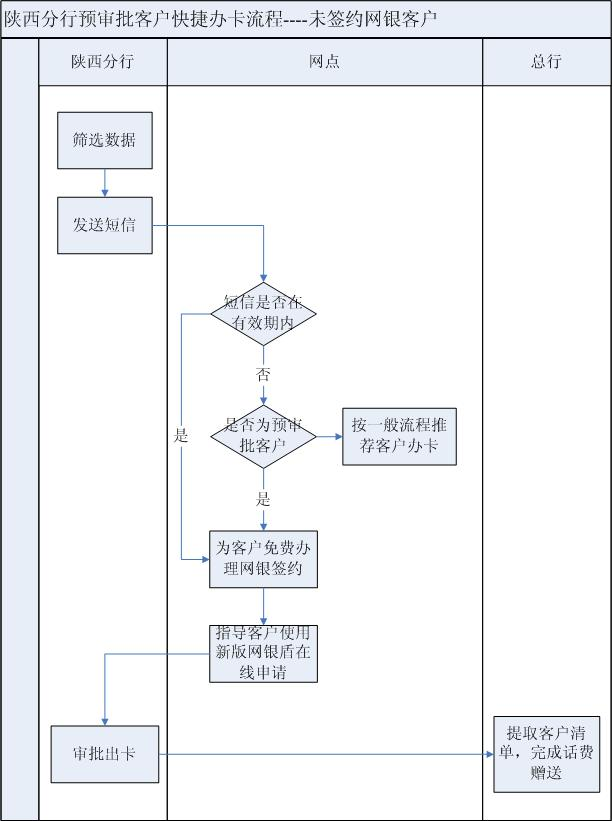 陕西分行预审批客户快捷办卡流程----未签约网银客户
陕西分行
网点
总行
筛选数据
发送短信
短信是否在
有效期内
否
是
是否为预审
批客户
按一般流程推
荐客户办卡
是
为客户免费办
理网银签约
指导客户使用
新版网银盾在
线申请
审批出卡
提取客户清
单，完成话费
赠送